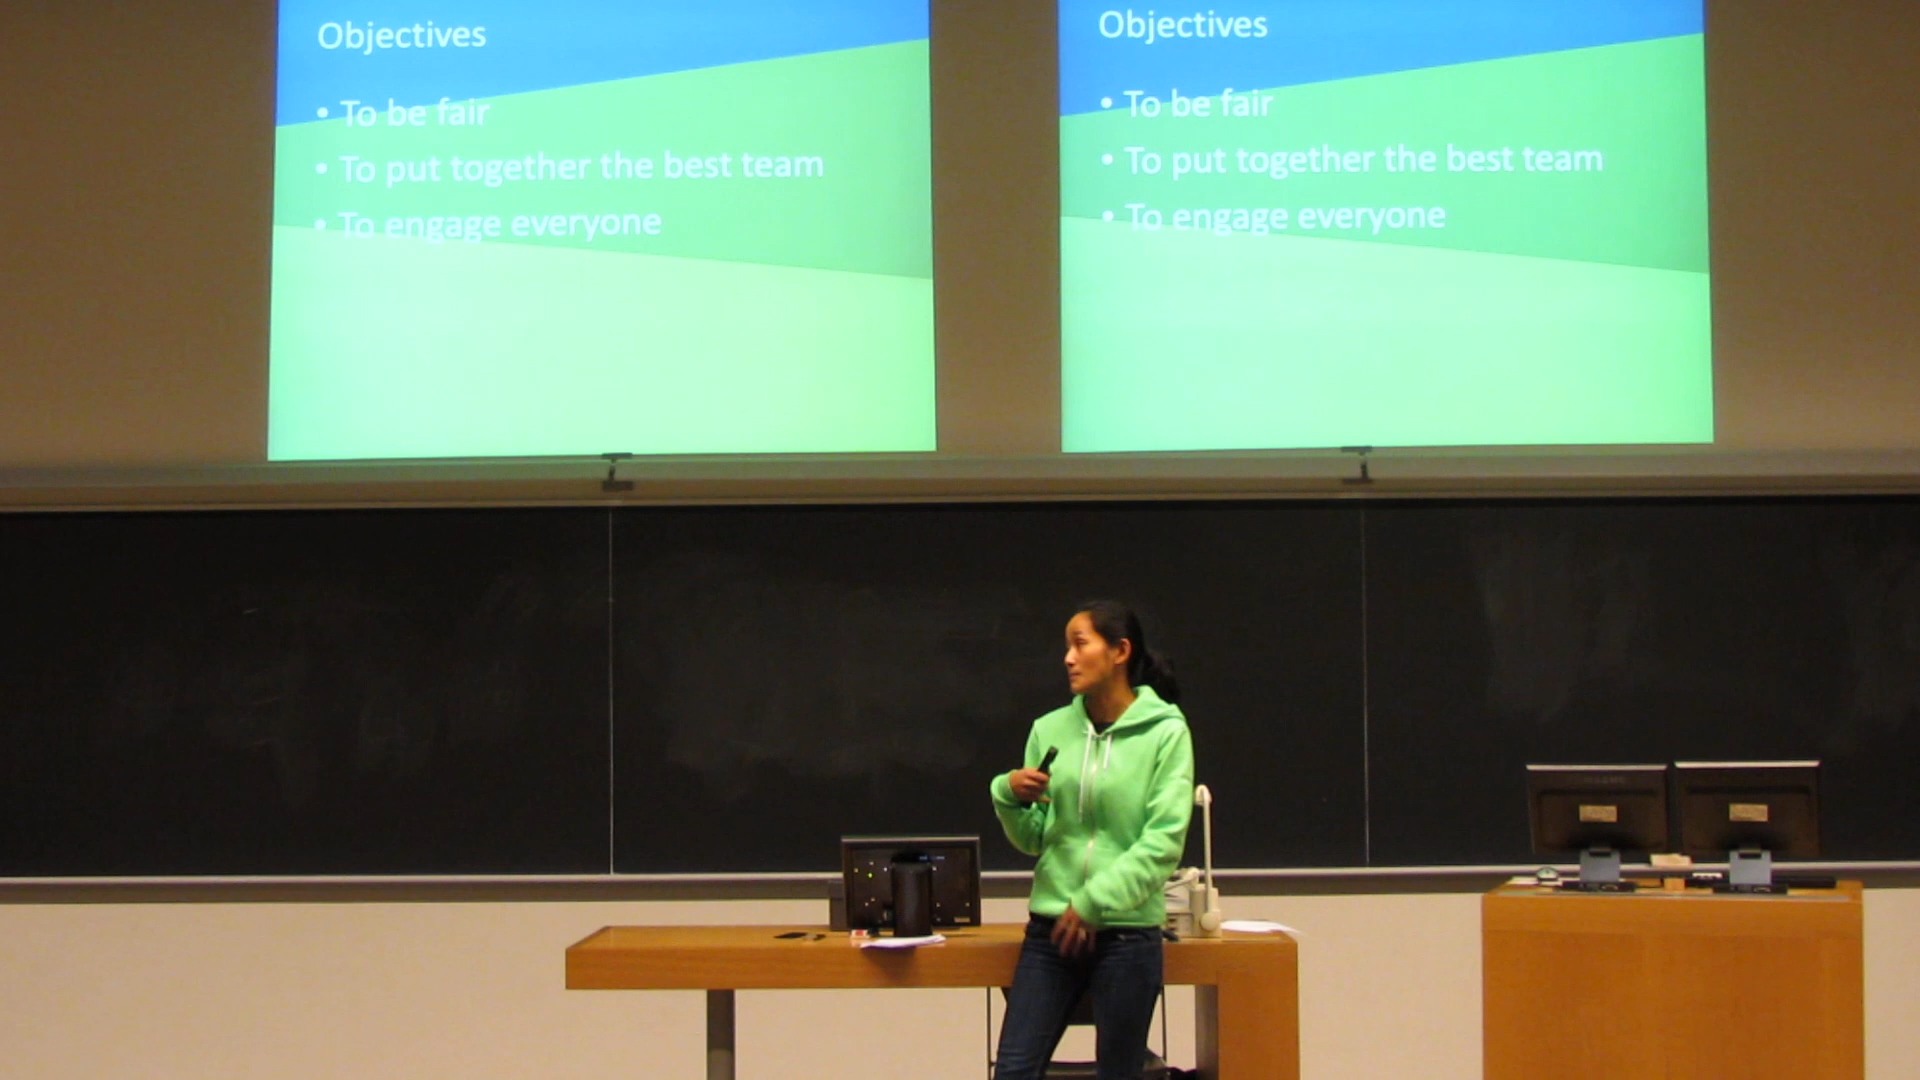 Objectives
• To be fair
• To put together the best team
• To engage everyone
Objectives
• To be fair
• To put together the best team
• To engage everyone